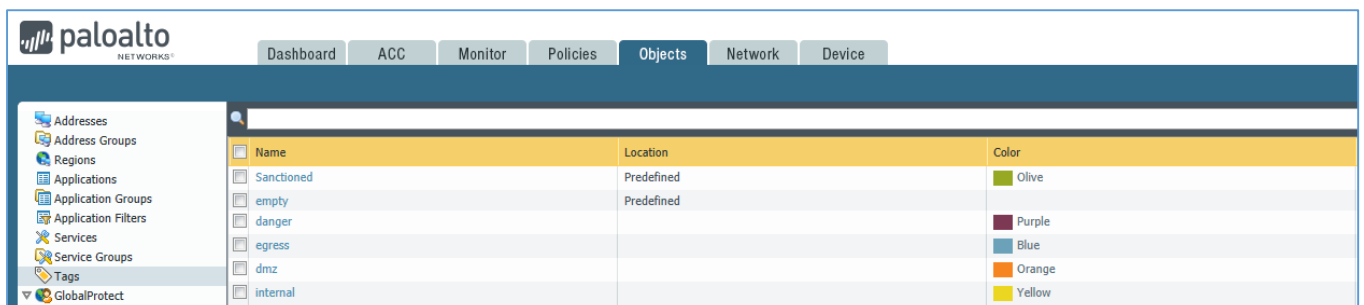 paloalto
NETWORKS®
Dashboard ACC Monitor Policies Objects Network Device
Addresses
Address Groups
Regions
Applications
Application Groups
Application Filters
Services
Service Groups
Tags
GlobalProtect
Name Location Color
Sanctioned Predefined Olive
empty Predefined
danger Purple
egress Blue
dmz Orange
internal Yellow